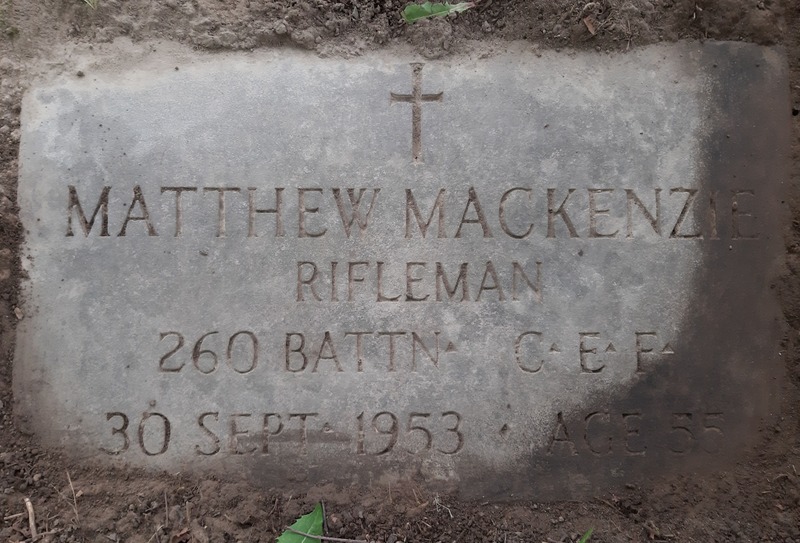 MATTHEW MACKENZIE
RIFLEMAN
260 BATTN. C. E. F.
30 SEPT. 1953 . AGE 55